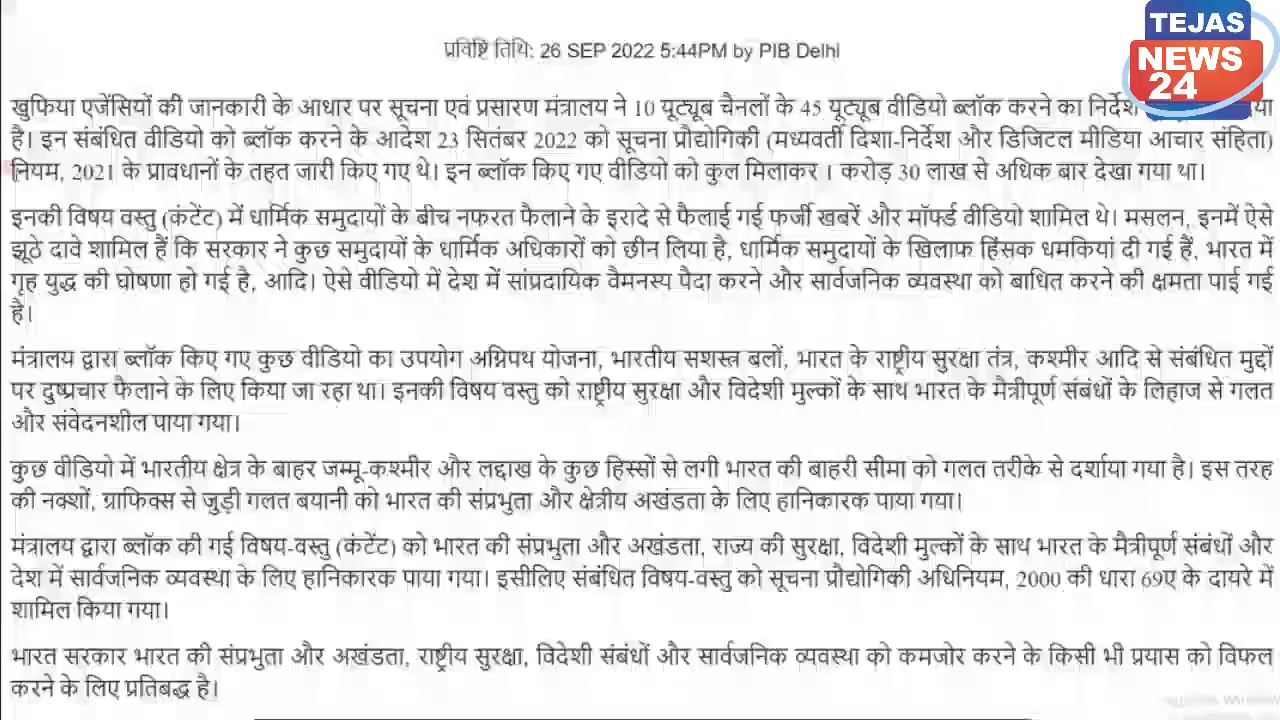 TEJAS
NEWS
24
प्रविष्टि तिथि: 26 SEP 2022 5:44PM by PIB Delhi
खुफिया एजेंसियों की जानकारी के आधार पर सूचना एवं प्रसारण मंत्रालय ने 10 यूट्यूब चैनलों के 45 यूट्यूब वीडियो ब्लॉक करने का निर्देश
है। इन संबंधित वीडियो को ब्लॉक करने के आदेश 23 सितंबर 2022 को सूचना प्रौद्योगिकी (मध्यवर्ती दिशा-निर्देश और डिजिटल मीडिया आचार संहिता)
नियम, 2021 के प्रावधानों के तहत जारी किए गए थे। इन ब्लॉक किए गए वीडियो को कुल मिलाकर 1 करोड़ 30 लाख से अधिक बार देखा गया था।
इनकी विषय वस्तु (कंटेंट) में धार्मिक समुदायों के बीच नफरत फैलाने के इरादे से फैलाई गई फर्जी खबरें और मॉर्फ्ड वीडियो शामिल थे। मसलन, इनमें ऐसे
झूठे दावे शामिल हैं कि सरकार ने कुछ समुदायों के धार्मिक अधिकारों को छीन लिया है, धार्मिक समुदायों के खिलाफ हिंसक धमकियां दी गई हैं, भारत में
गृह युद्ध की घोषणा हो गई है, आदि। ऐसे वीडियो में देश में सांप्रदायिक वैमनस्य पैदा करने और सार्वजनिक व्यवस्था को बाधित करने की क्षमता पाई गई
है।
मंत्रालय द्वारा ब्लॉक किए गए कुछ वीडियो का उपयोग अग्निपथ योजना, भारतीय सशस्त्र बलों, भारत के राष्ट्रीय सुरक्षा तंत्र, कश्मीर आदि से संबंधित मुद्दों
पर दुष्प्रचार फैलाने के लिए किया जा रहा था। इनकी विषय वस्तु को राष्ट्रीय सुरक्षा और विदेशी मुल्कों के साथ भारत के मैत्रीपूर्ण संबंधों के लिहाज से गलत
और संवेदनशील पाया गया।
कुछ वीडियो में भारतीय क्षेत्र के बाहर जम्मू-कश्मीर और लद्दाख के कुछ हिस्सों से लगी भारत की बाहरी सीमा को गलत तरीके से दर्शाया गया है। इस तरह
की नक्शों, ग्राफिक्स से जुड़ी गलत बयानी को भारत की संप्रभुता और क्षेत्रीय अखंडता के लिए हानिकारक पाया गया।
मंत्रालय द्वारा ब्लॉक की गई विषय-वस्तु (कंटेंट) को भारत की संप्रभुता और अखंडता, राज्य की सुरक्षा, विदेशी मुल्कों के साथ भारत के मैत्रीपूर्ण संबंधों और
देश में सार्वजनिक व्यवस्था के लिए हानिकारक पाया गया। इसीलिए संबंधित विषय-वस्तु को सूचना प्रौद्योगिकी अधिनियम, 2000 की धारा 69ए के दायरे में
शामिल किया गया।
भारत सरकार भारत की संप्रभुता और अखंडता, राष्ट्रीय सुरक्षा, विदेशी संबंधों और सार्वजनिक व्यवस्था को कमजोर करने के किसी भी प्रयास को विफल
करने के लिए प्रतिबद्ध है।